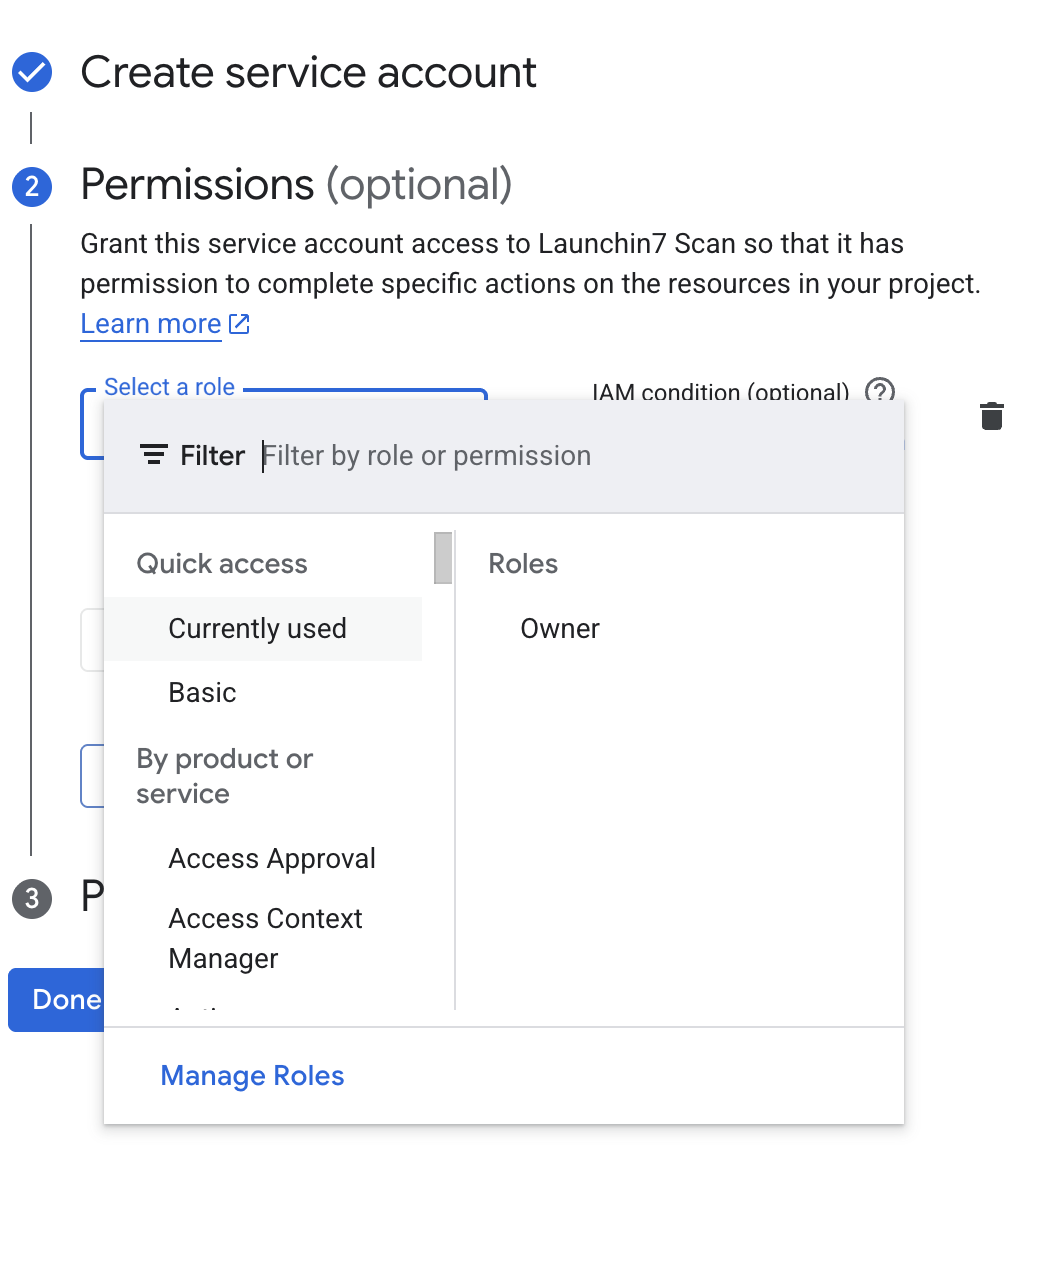 Create service account
2
Permissions (optional)
Grant this service account access to Launchin7 Scan so that it has
permission to complete specific actions on the resources in your project.
Learn more
Select a role
IAM condition (optional)
Filter Filter by role or permission
Quick access
Currently used
Basic
By product or
service
Access Approval
Access Context
Manager
Roles
Owner
3
P
Done
Manage Roles